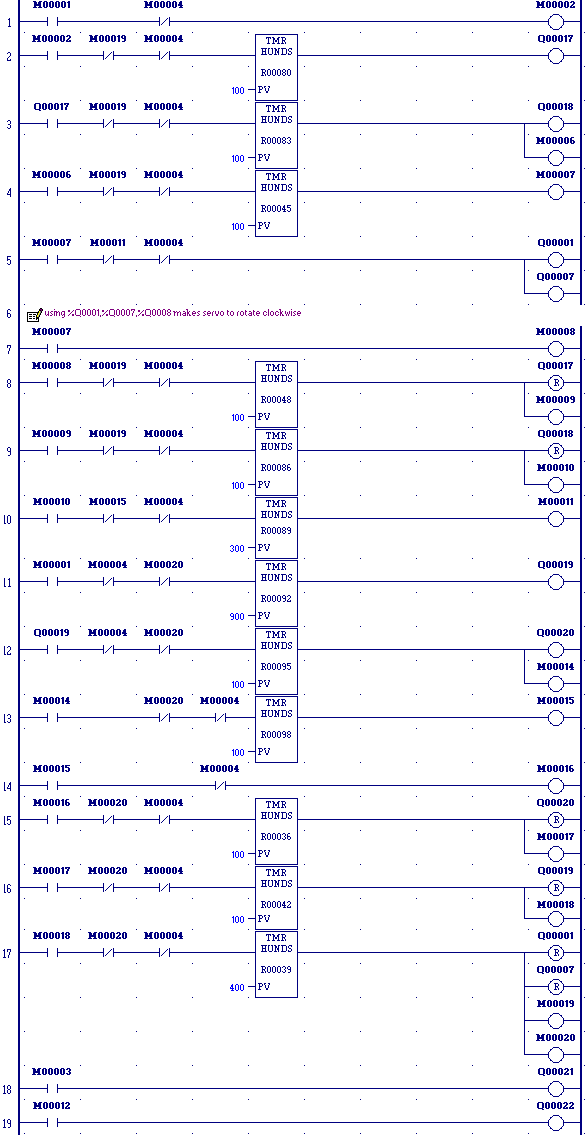 M00001 M00004 M00002
1
M00002 M00019 M00004 TMR Q00017
HUNDS
2
R00080
100 PV
Q00017 M00019 M00004 TMR Q00018
HUNDS
3
R00083 M00006
100 PV
M00006 M00019 M00004 TMR M00007
HUNDS
4
R00045
100 PV
M00007 M00011 M00004 Q00001
5
Q00007
6 using %Q0001,%Q0007,%Q0008 makes servo to rotate clockwise
M00007 M00008
7
M00008 M00019 M00004 TMR Q00017
HUNDS
8 R
R00048 M00009
100 PV
M00009 M00019 M00004 TMR Q00018
HUNDS
9 R
R00086 M00010
100 PV
M00010 M00015 M00004 TMR M00011
HUNDS
10
R00089
300 PV
M00001 M00004 M00020 TMR Q00019
HUNDS
11
R00092
900 PV
Q00019 M00004 M00020 TMR Q00020
HUNDS
12
R00095 M00014
100 PV
M00014 M00020 M00004 TMR M00015
HUNDS
13
R00098
100 PV
M00015 M00004 M00016
14
M00016 M00020 M00004 TMR Q00020
HUNDS
15 R
R00036 M00017
100 PV
M00017 M00020 M00004 TMR Q00019
HUNDS
16 R
R00042 M00018
100 PV
M00018 M00020 M00004 TMR Q00001
HUNDS
17 R
R00039 Q00007
400 PV R
M00019
M00020
M00003 Q00021
18
M00012 Q00022
19